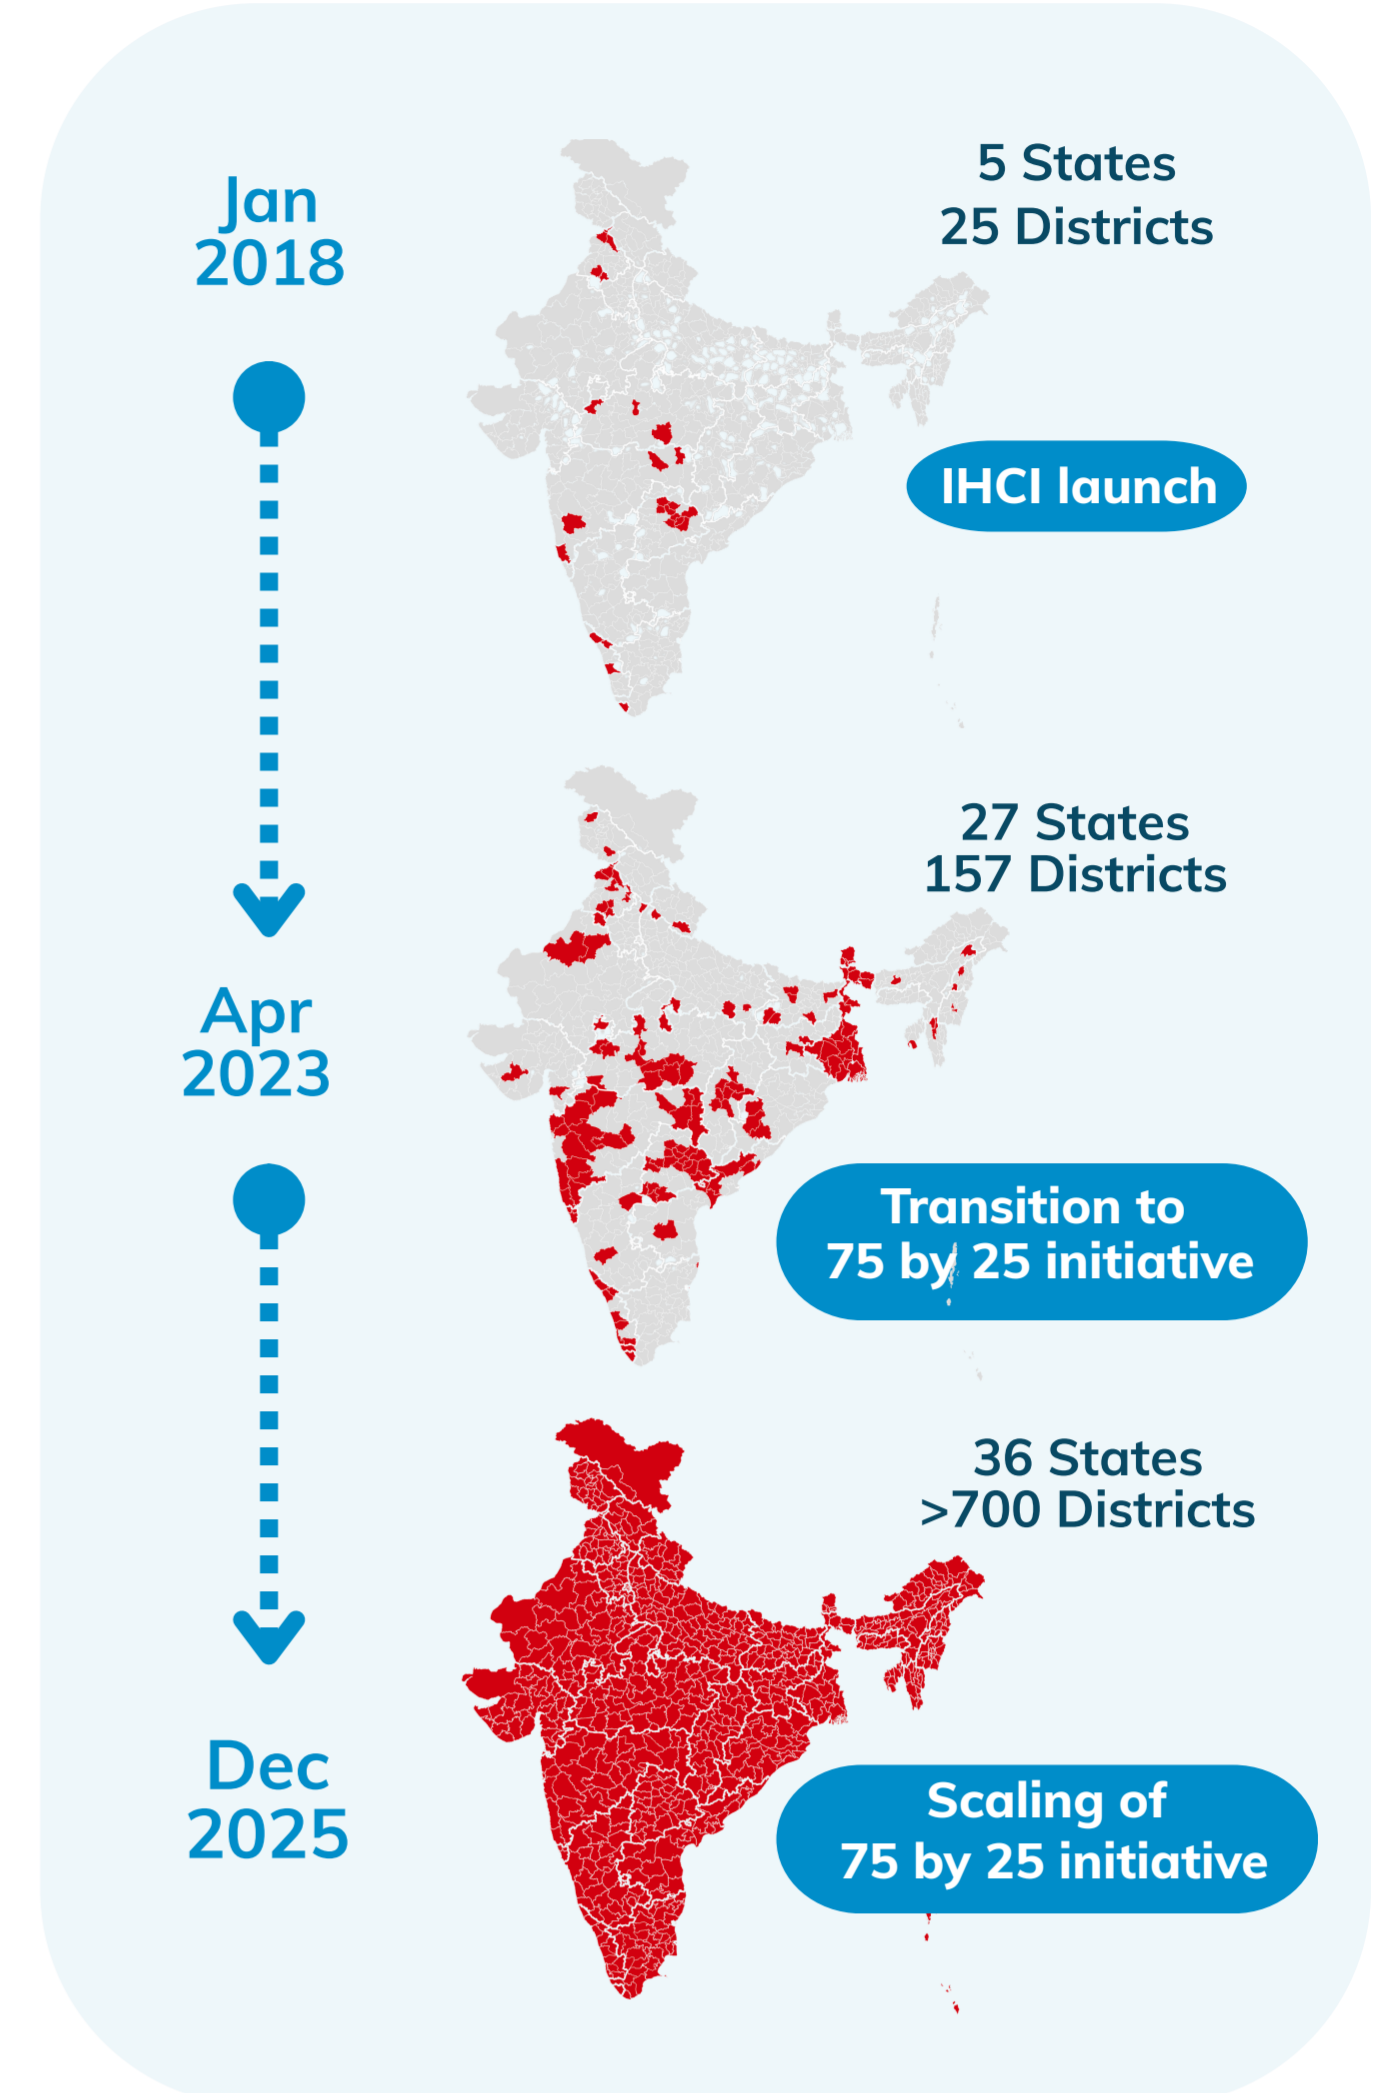 Jan
2018
5 States
25 Districts
IHCI launch
27 States
157 Districts
Apr
2023
Transition to
75 by 25 initiative
36 States
>700 Districts
Dec
2025
Scaling of
75 by 25 initiative